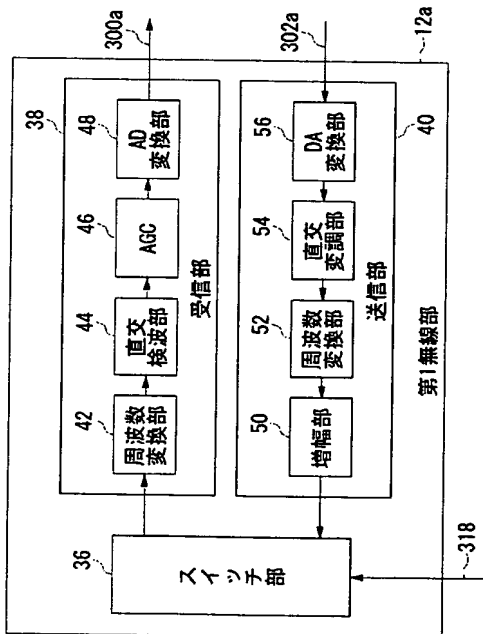 300a
38
48
AD
変換部
46
AGC
44
直交
検波部
42
周波数
変換部
受信部
36
スイッチ部
302a
56
DA
変換部
54
直交
変調部
52
周波数
変換部
50
増幅部
送信部
40
第1無線部
12a
318